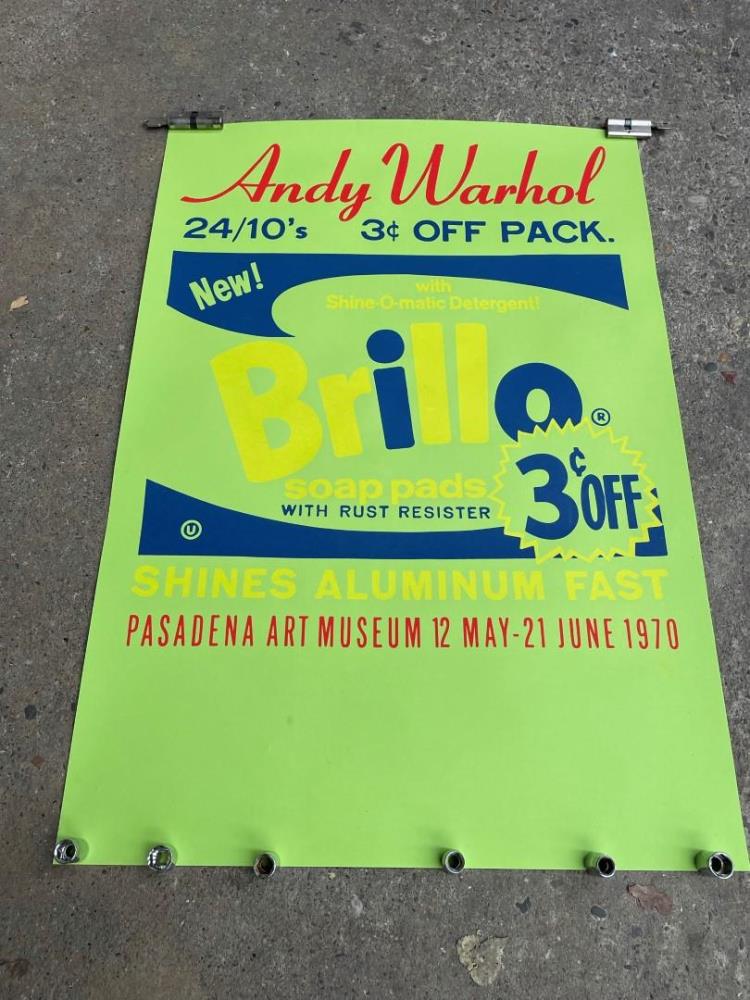 Andy Warhol
24/10's 3¢ OFF PACK.
New!
with
Shine-O-matic Detergent!
Brillo®
soap pads
WITH RUST RESISTER
3¢ OFF
U
SHINES ALUMINUM FAST
PASADENA ART MUSEUM 12 MAY-21 JUNE 1970